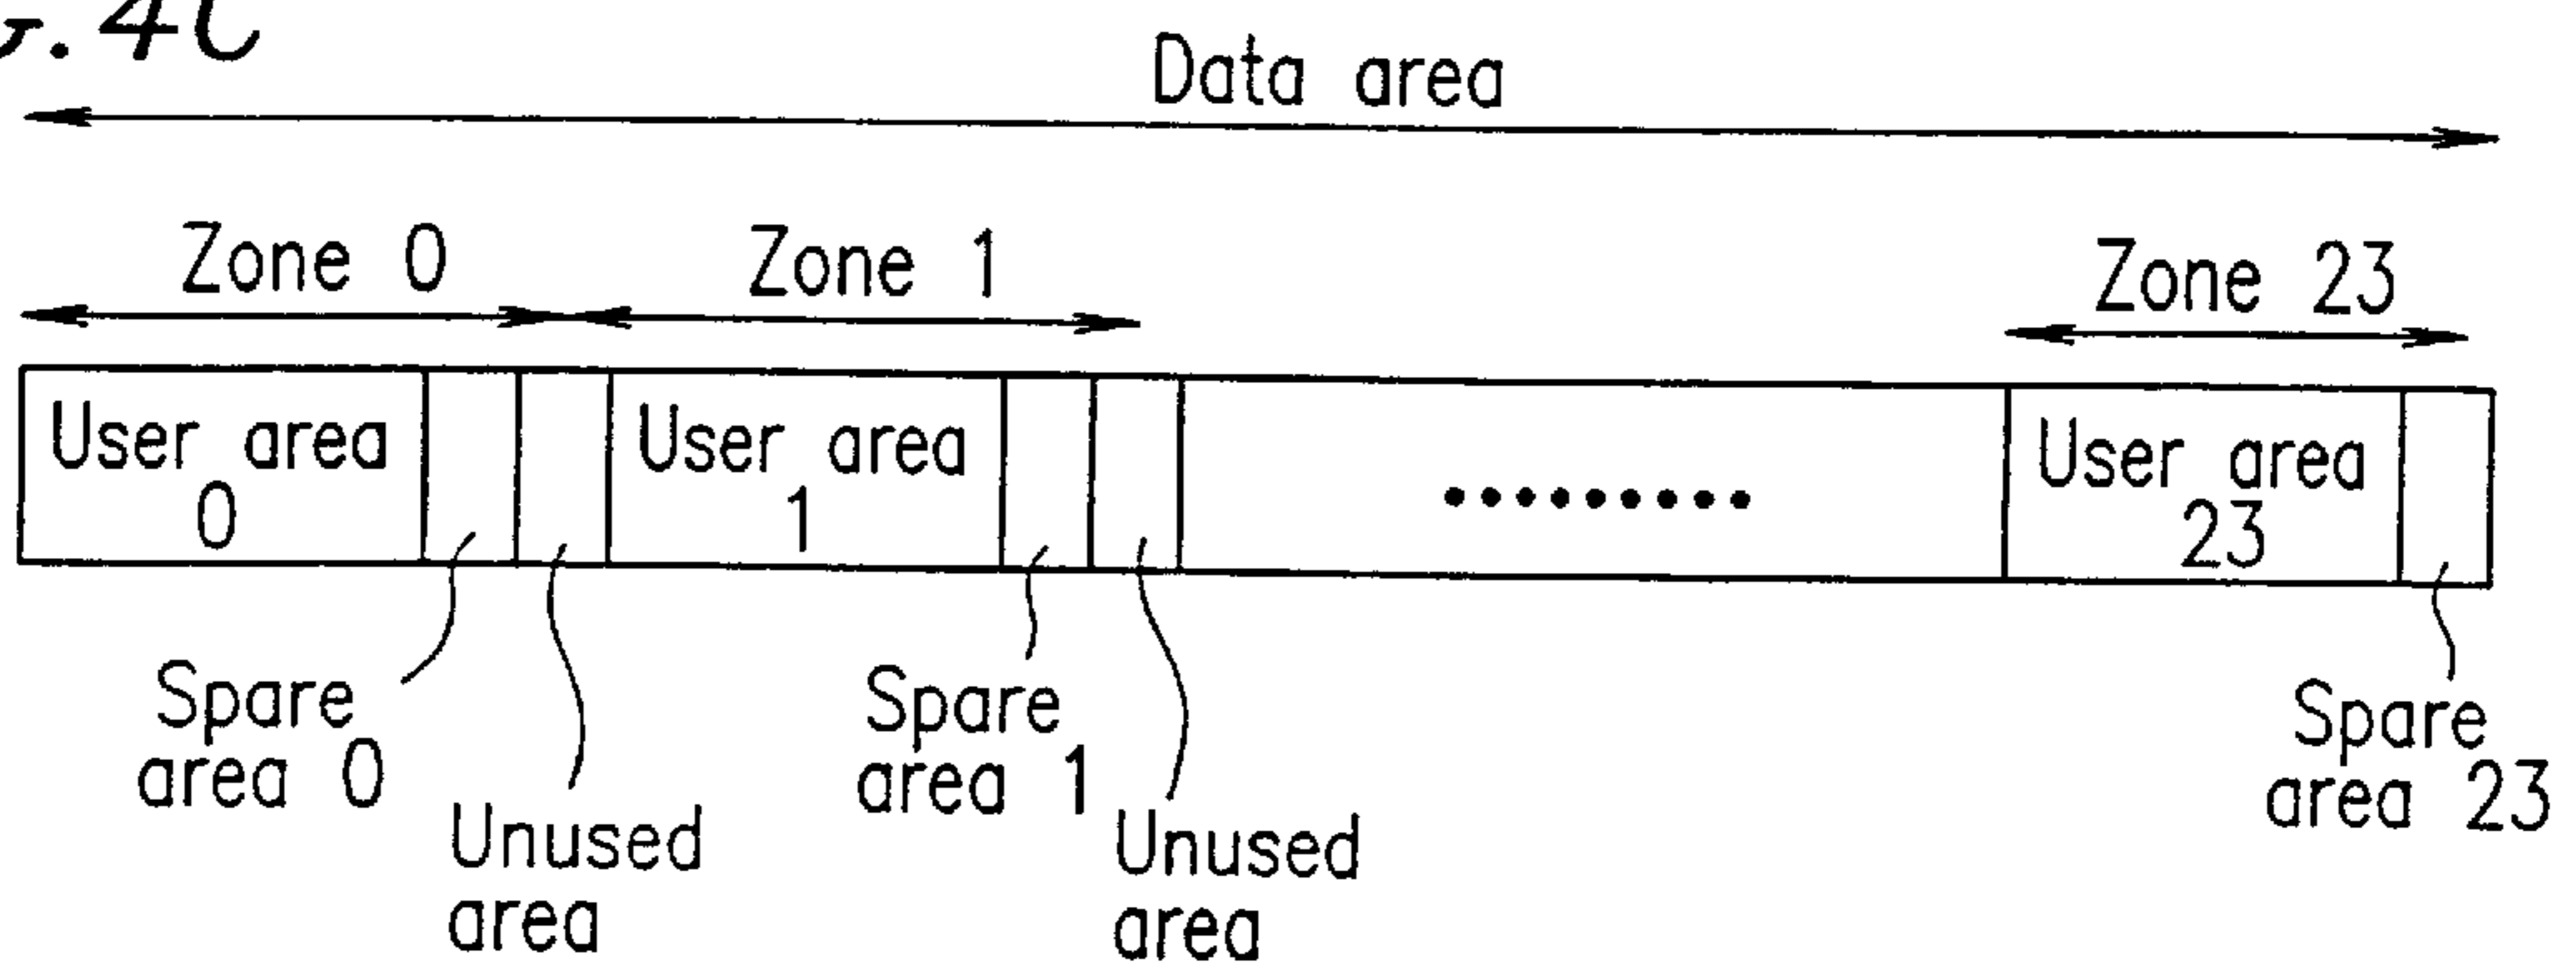 . 4C
Data area
Zone 0
Zone 1
Zone 23
User area
0
User area
1
.........
User area
23
Spare
area 0
Unused
area
Spare
area 1
Unused
area
Spare
area 23